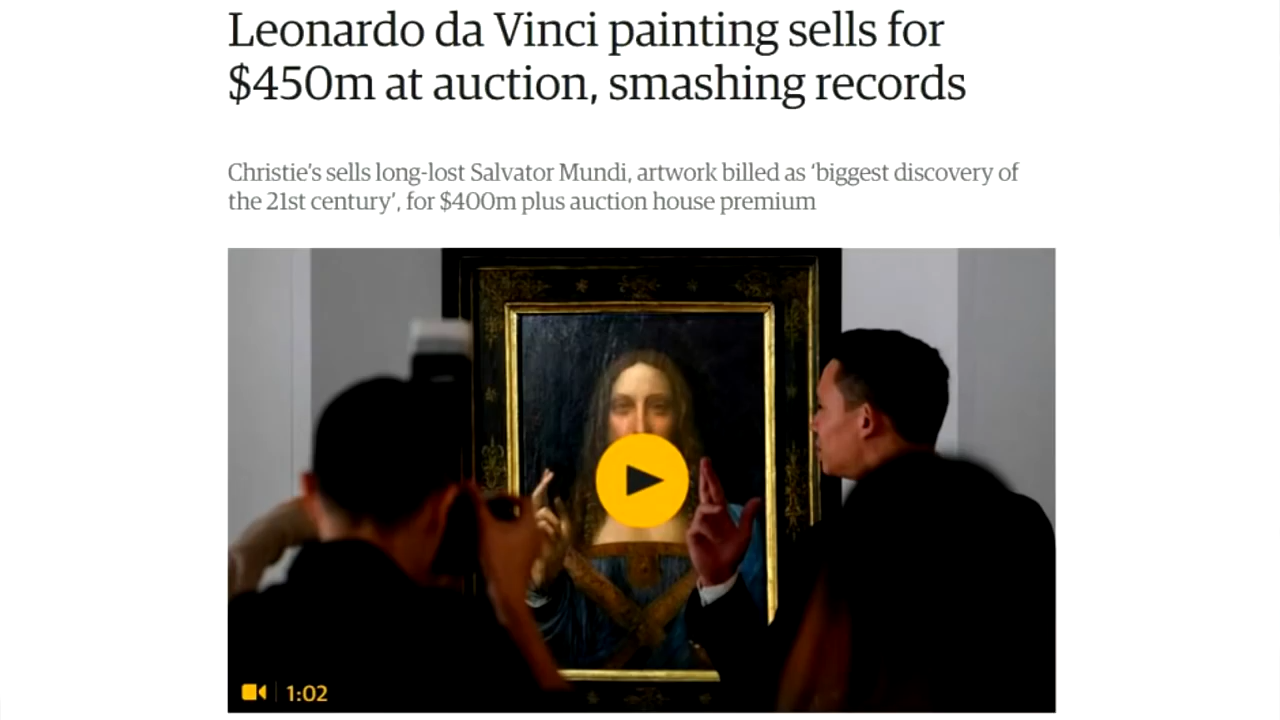 Leonardo da Vinci painting sells for
$450m at auction, smashing records
Christie's sells long-lost Salvator Mundi, artwork billed as ‘biggest discovery of
the 21st century’, for $400m plus auction house premium
1:02